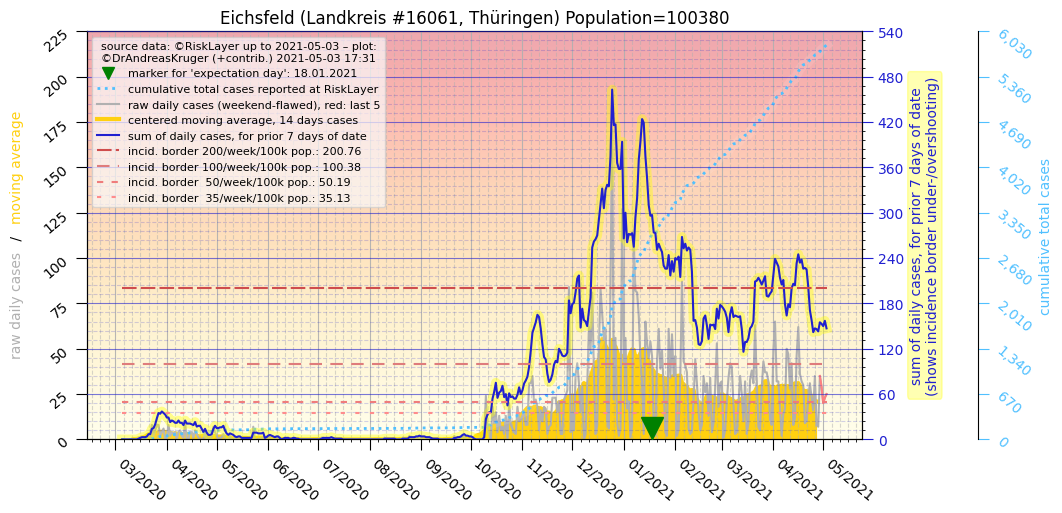 Eichsfeld (Landkreis #16061, Thüringen) Population=100380
source data: ©RiskLayer up to 2021-05-03 – plot:
©DrAndreasKruger (+contrib.) 2021-05-03 17:31
marker for 'expectation day': 18.01.2021
cumulative total cases reported at RiskLayer
raw daily cases (weekend-flawed), red: last 5
centered moving average, 14 days cases
sum of daily cases, for prior 7 days of date
incid. border 200/week/100k pop.: 200.76
incid. border 100/week/100k pop.: 100.38
incid. border  50/week/100k pop.: 50.19
incid. border  35/week/100k pop.: 35.13
raw daily cases  /  moving average
225
200
175
150
125
100
75
50
25
0
03/2020
04/2020
05/2020
06/2020
07/2020
08/2020
09/2020
10/2020
11/2020
12/2020
01/2021
02/2021
03/2021
04/2021
05/2021
540
480
420
360
300
240
180
120
60
0
sum of daily cases, for prior 7 days of date
(shows incidence border under-/overshooting)
6,030
5,360
4,690
4,020
3,350
2,680
2,010
1,340
670
0
cumulative total cases